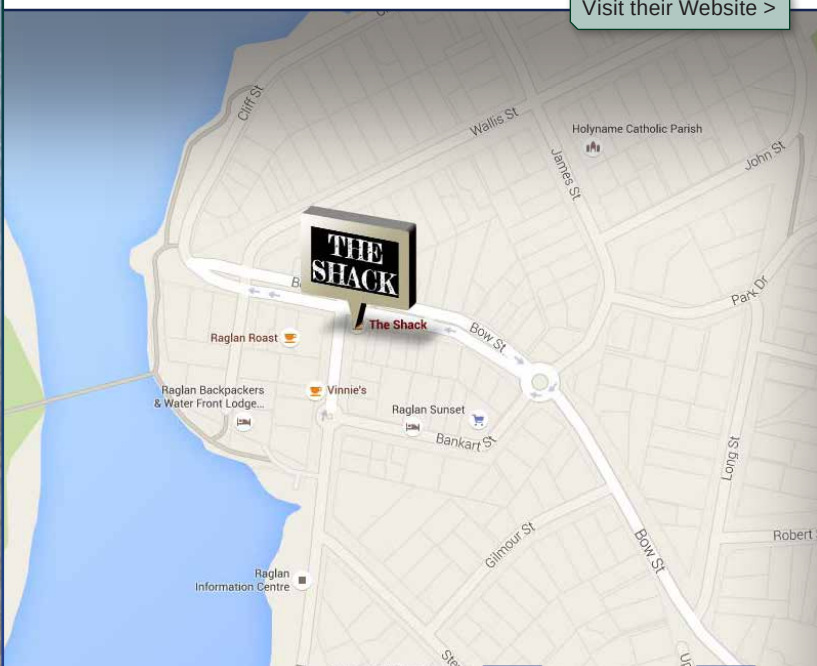 Visit their Website >
Cliff St
Wallis St
Holyname Catholic Parish
James St
John St
THE
SHACK
Park Dr
The Shack
Bow St
Raglan Roast
Raglan Backpackers
& Water Front Lodge...
Vinnie's
Raglan Sunset
Bankart St
Long St
Gilmour St
Bow St
Robert
Raglan
Information Centre